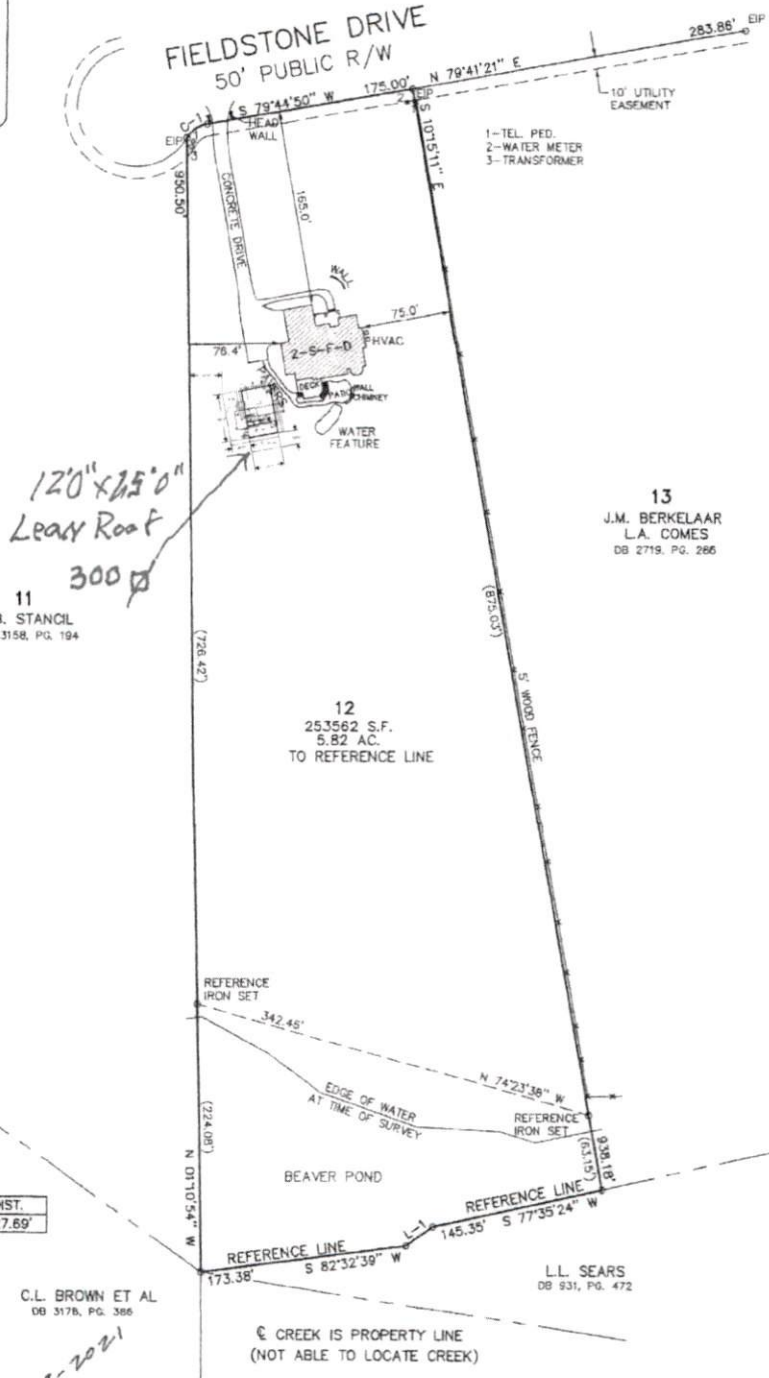 FIELDSTONE DRIVE
50' PUBLIC R/W
283.86' EIP
N 79°41'21" E
175.00'
S 79°44'50" W
C-1
EIP
2 EIP
10' UTILITY
EASEMENT
HEAD
WALL
1-TEL. PED.
2-WATER METER
3-TRANSFORMER
S 10°15'11" E
950.50'
CONCRETE DRIVE
165.0'
WALL
75.0'
76.4'
2-S-F-D
HVAC
DECK
PATIO
WALL
CHIMNEY
WATER
FEATURE
12'0" x 25'0"
Lean Roof
300
11
STANCIL
3158, PG. 194
13
J.M. BERKELAAR
L.A. COMES
DB 2719, PG. 286
(726.42')
(875.03')
5' WOOD FENCE
12
253562 S.F.
5.82 AC.
TO REFERENCE LINE
REFERENCE
IRON SET
342.46'
N 74°23'38" W
EDGE OF WATER
AT TIME OF SURVEY
REFERENCE
IRON SET
(224.08')
N 01°10'54" W
938.18'
(63.15')
BEAVER POND
REFERENCE LINE
L-1
145.35' S 77°35'24" W
REFERENCE LINE
173.38' S 82°32'39" W
7.69'
C.L. BROWN ET AL
DB 3178, PG. 386
L.L. SEARS
DB 931, PG. 472
℄ CREEK IS PROPERTY LINE
(NOT ABLE TO LOCATE CREEK)
-2021